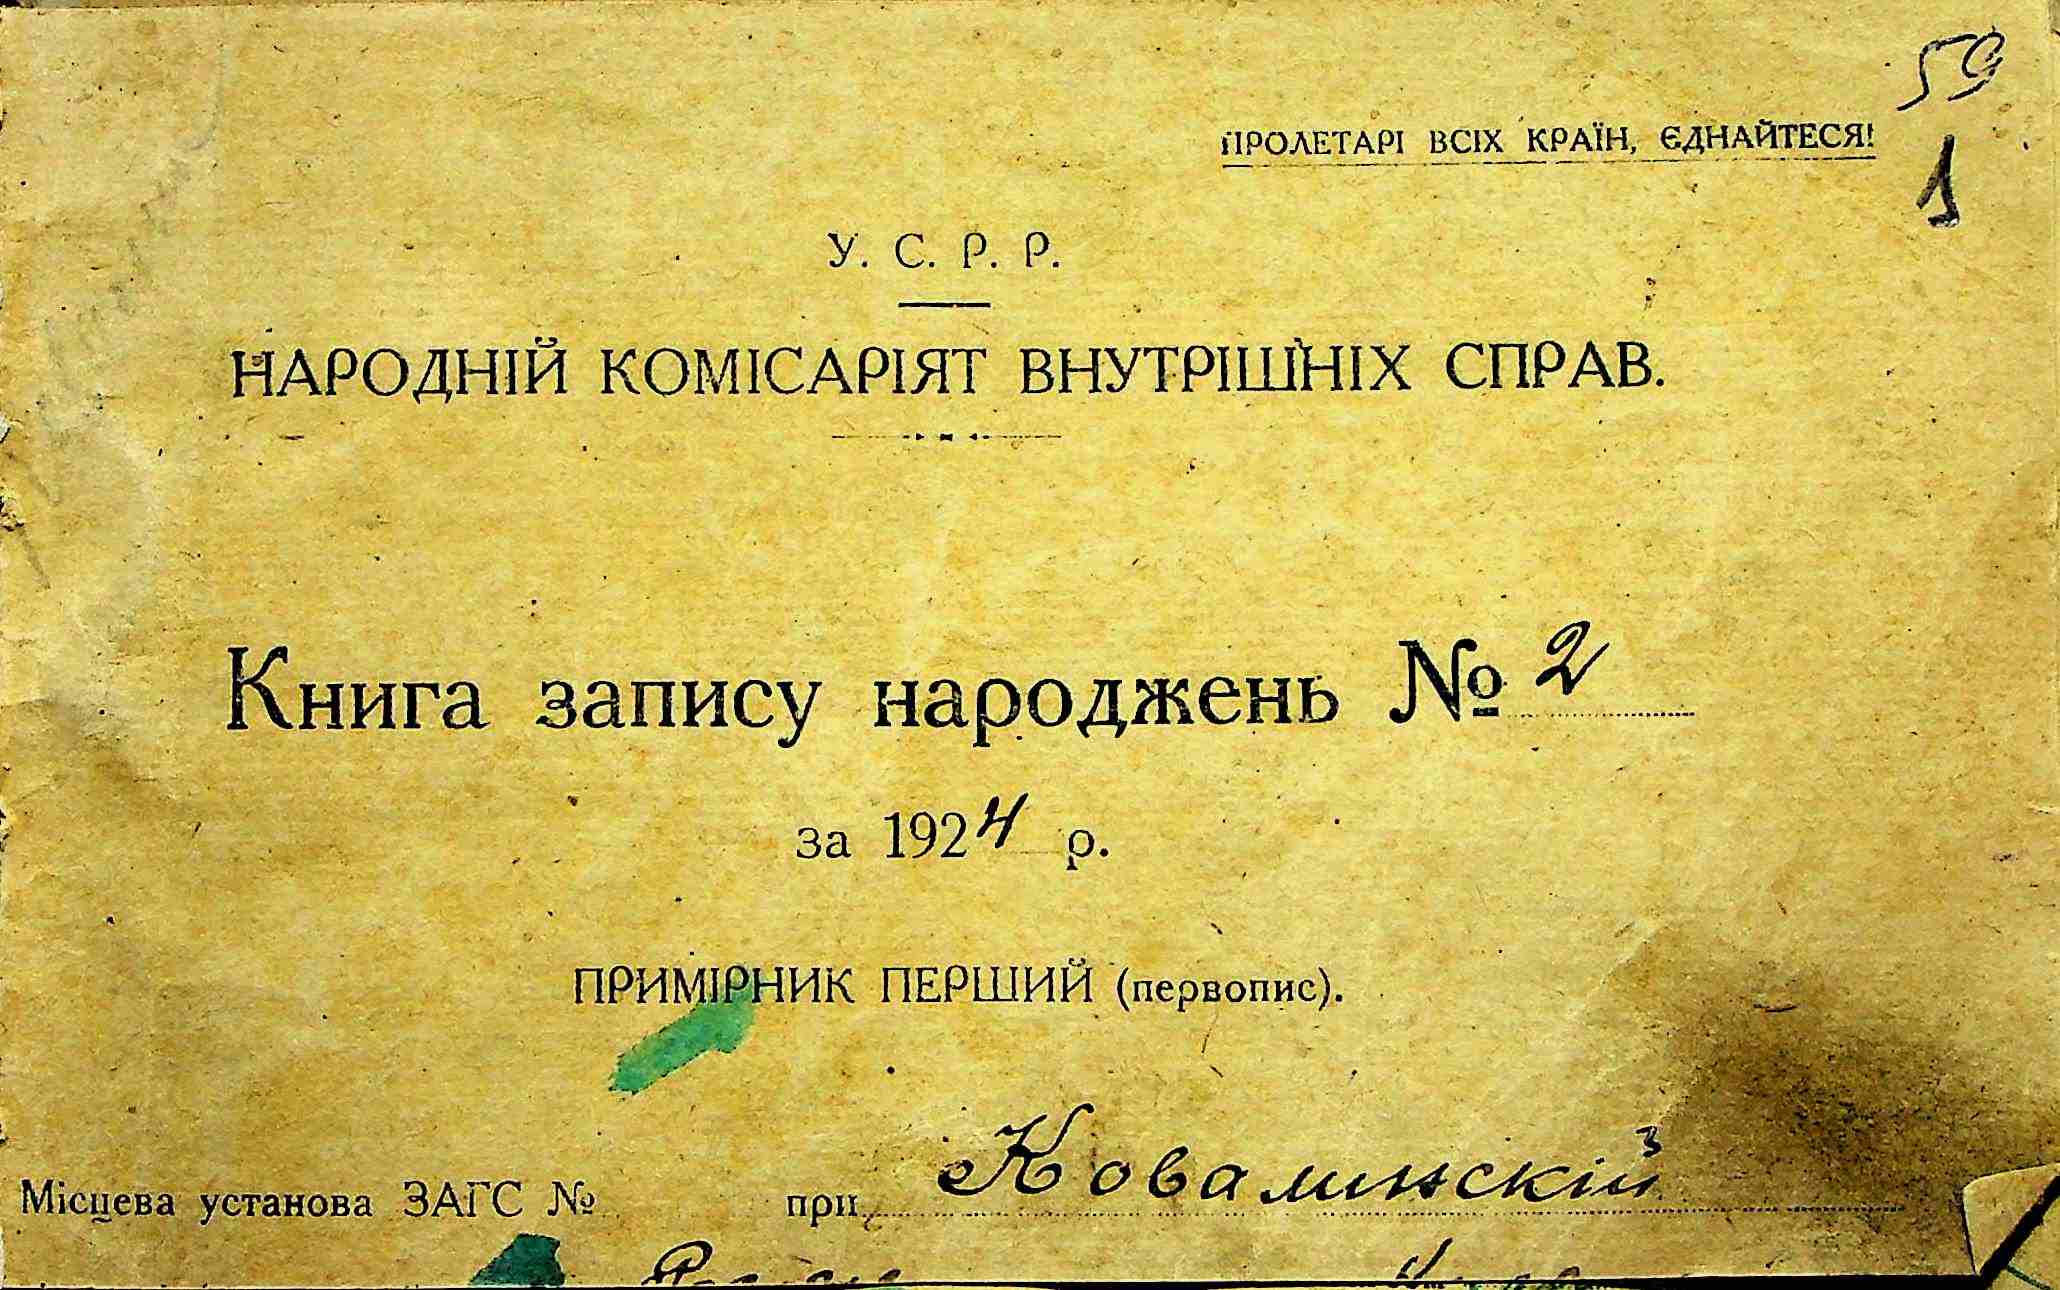 59
ПРОЛЕТАРІ ВСІХ КРАЇН, ЄДНАЙТЕСЯ!
1
У. С. Р. Р.
НАРОДНІЙ КОМІСАРІЯТ ВНУТРІШНІХ СПРАВ.
Книга запису народжень № 2
за 1924 р.
ПРИМІРНИК ПЕРШИЙ (первопис).
Місцева установа ЗАГС № при Ковалинскій